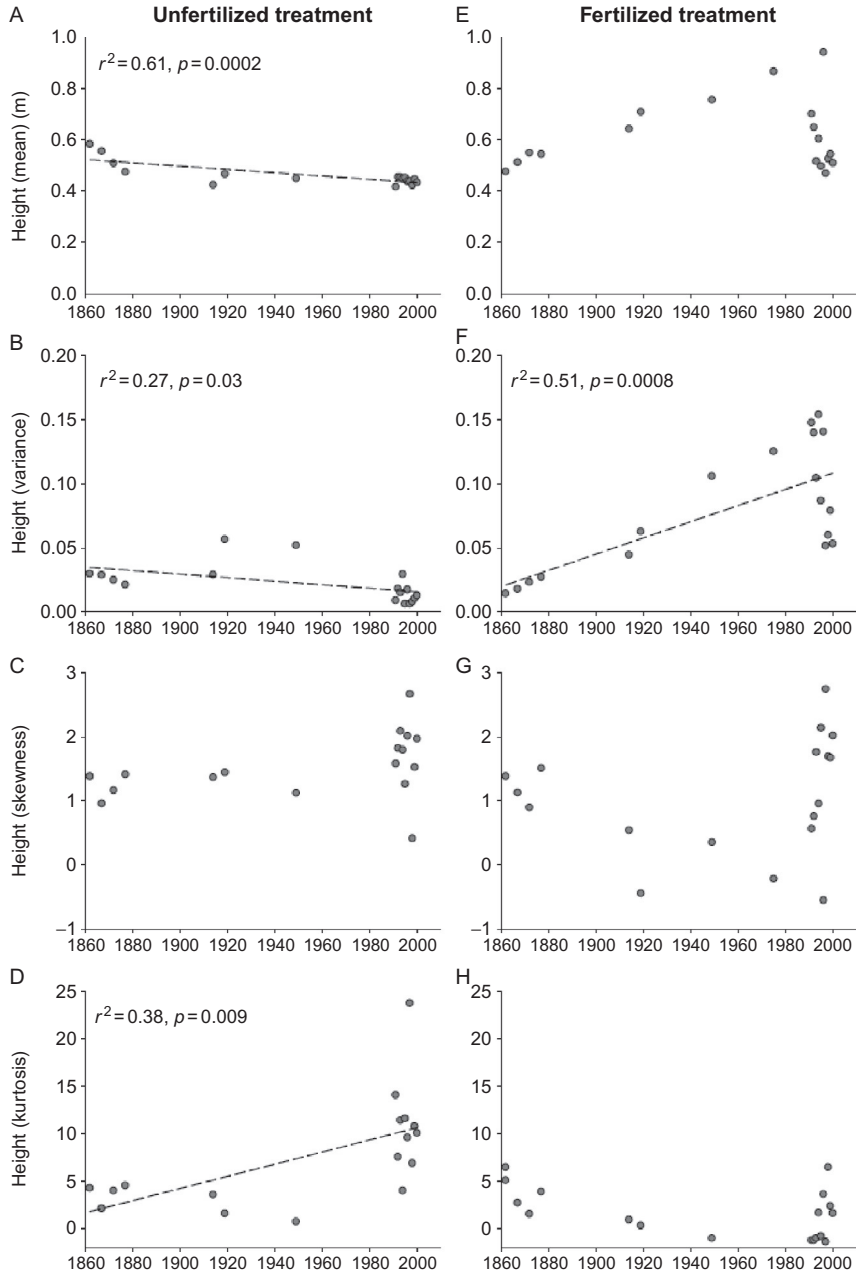 Unfertilized treatment
Fertilized treatment
A
Height (mean) (m)
1.0
0.8
0.6
0.4
0.2
0.0
r² = 0.61, p = 0.0002
1860 1880 1900 1920 1940 1960 1980 2000
E
1.0
0.8
0.6
0.4
0.2
0.0
1860 1880 1900 1920 1940 1960 1980 2000
B
Height (variance)
0.20
0.15
0.10
0.05
0.00
r² = 0.27, p = 0.03
1860 1880 1900 1920 1940 1960 1980 2000
F
0.20
0.15
0.10
0.05
0.00
r² = 0.51, p = 0.0008
1860 1880 1900 1920 1940 1960 1980 2000
C
Height (skewness)
3
2
1
0
–1
1860 1880 1900 1920 1940 1960 1980 2000
G
3
2
1
0
–1
1860 1880 1900 1920 1940 1960 1980 2000
D
Height (kurtosis)
25
20
15
10
5
0
r² = 0.38, p = 0.009
1860 1880 1900 1920 1940 1960 1980 2000
H
25
20
15
10
5
0
1860 1880 1900 1920 1940 1960 1980 2000